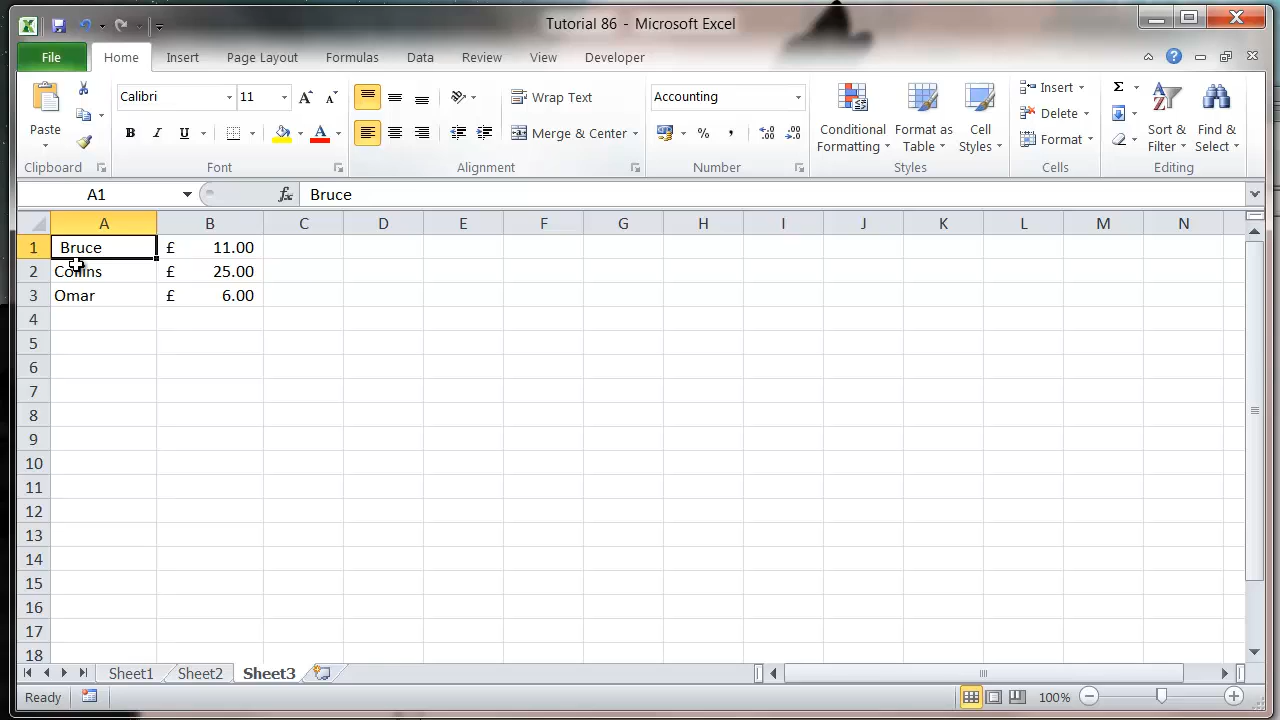 Tutorial 86 - Microsoft Excel
File Home Insert Page Layout Formulas Data Review View Developer
Paste
Calibri 11
B I U A
Wrap Text
Merge & Center
Accounting
% ,
Conditional Formatting
Format as Table
Cell Styles
Insert
Delete
Format
Σ
Sort & Filter
Find & Select
Clipboard Font Alignment Number Styles Cells Editing
A1 fx Bruce
A B C D E F G H I J K L M N
1 Bruce £ 11.00
2 Collins £ 25.00
3 Omar £ 6.00
4
5
6
7
8
9
10
11
12
13
14
15
16
17
18
Sheet1 Sheet2 Sheet3
Ready 100%